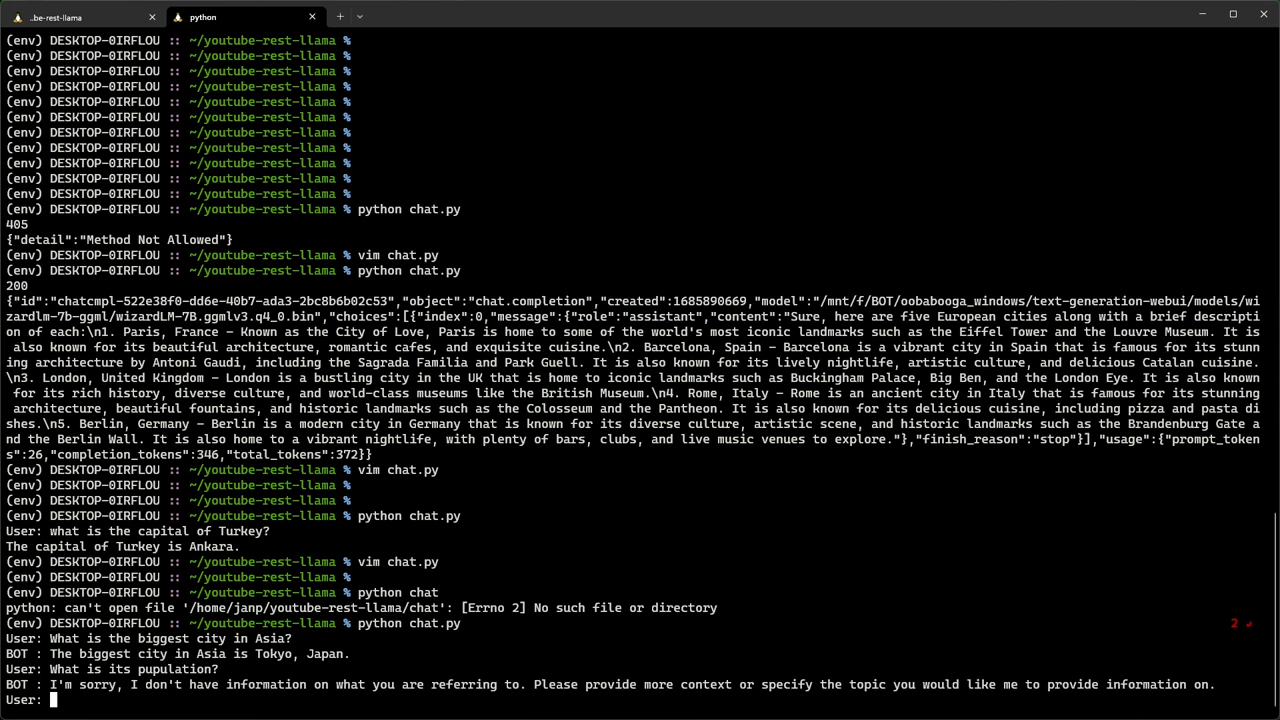 ..be-rest-llama
python
(env) DESKTOP-0IRFLOU :: ~/youtube-rest-llama %
(env) DESKTOP-0IRFLOU :: ~/youtube-rest-llama %
(env) DESKTOP-0IRFLOU :: ~/youtube-rest-llama %
(env) DESKTOP-0IRFLOU :: ~/youtube-rest-llama %
(env) DESKTOP-0IRFLOU :: ~/youtube-rest-llama %
(env) DESKTOP-0IRFLOU :: ~/youtube-rest-llama %
(env) DESKTOP-0IRFLOU :: ~/youtube-rest-llama %
(env) DESKTOP-0IRFLOU :: ~/youtube-rest-llama %
(env) DESKTOP-0IRFLOU :: ~/youtube-rest-llama %
(env) DESKTOP-0IRFLOU :: ~/youtube-rest-llama %
(env) DESKTOP-0IRFLOU :: ~/youtube-rest-llama %
(env) DESKTOP-0IRFLOU :: ~/youtube-rest-llama % python chat.py
405
{"detail":"Method Not Allowed"}
(env) DESKTOP-0IRFLOU :: ~/youtube-rest-llama % vim chat.py
(env) DESKTOP-0IRFLOU :: ~/youtube-rest-llama % python chat.py
200
{"id":"chatcmpl-522e38f0-dd6e-40b7-ada3-2bc8b6b02c53","object":"chat.completion","created":1685890669,"model":"/mnt/f/BOT/oobabooga_windows/text-generation-webui/models/wi
zardlm-7b-ggml/wizardLM-7B.ggmlv3.q4_0.bin","choices":[{"index":0,"message":{"role":"assistant","content":"Sure, here are five European cities along with a brief descripti
on of each:\n1. Paris, France - Known as the City of Love, Paris is home to some of the world's most iconic landmarks such as the Eiffel Tower and the Louvre Museum. It is
also known for its beautiful architecture, romantic cafes, and exquisite cuisine.\n2. Barcelona, Spain - Barcelona is a vibrant city in Spain that is famous for its stunn
ing architecture by Antoni Gaudi, including the Sagrada Familia and Park Guell. It is also known for its lively nightlife, artistic culture, and delicious Catalan cuisine.
\n3. London, United Kingdom - London is a bustling city in the UK that is home to iconic landmarks such as Buckingham Palace, Big Ben, and the London Eye. It is also known
for its rich history, diverse culture, and world-class museums like the British Museum.\n4. Rome, Italy - Rome is an ancient city in Italy that is famous for its stunning
architecture, beautiful fountains, and historic landmarks such as the Colosseum and the Pantheon. It is also known for its delicious cuisine, including pizza and pasta di
shes.\n5. Berlin, Germany - Berlin is a modern city in Germany that is known for its diverse culture, artistic scene, and historic landmarks such as the Brandenburg Gate a
nd the Berlin Wall. It is also home to a vibrant nightlife, with plenty of bars, clubs, and live music venues to explore."},"finish_reason":"stop"}],"usage":{"prompt_token
s":26,"completion_tokens":346,"total_tokens":372}}
(env) DESKTOP-0IRFLOU :: ~/youtube-rest-llama % vim chat.py
(env) DESKTOP-0IRFLOU :: ~/youtube-rest-llama %
(env) DESKTOP-0IRFLOU :: ~/youtube-rest-llama %
(env) DESKTOP-0IRFLOU :: ~/youtube-rest-llama % python chat.py
User: what is the capital of Turkey?
The capital of Turkey is Ankara.
(env) DESKTOP-0IRFLOU :: ~/youtube-rest-llama % vim chat.py
(env) DESKTOP-0IRFLOU :: ~/youtube-rest-llama %
(env) DESKTOP-0IRFLOU :: ~/youtube-rest-llama % python chat
python: can't open file '/home/janp/youtube-rest-llama/chat': [Errno 2] No such file or directory
(env) DESKTOP-0IRFLOU :: ~/youtube-rest-llama % python chat.py 2 ↵
User: What is the biggest city in Asia?
BOT : The biggest city in Asia is Tokyo, Japan.
User: What is its pupulation?
BOT : I'm sorry, I don't have information on what you are referring to. Please provide more context or specify the topic you would like me to provide information on.
User: